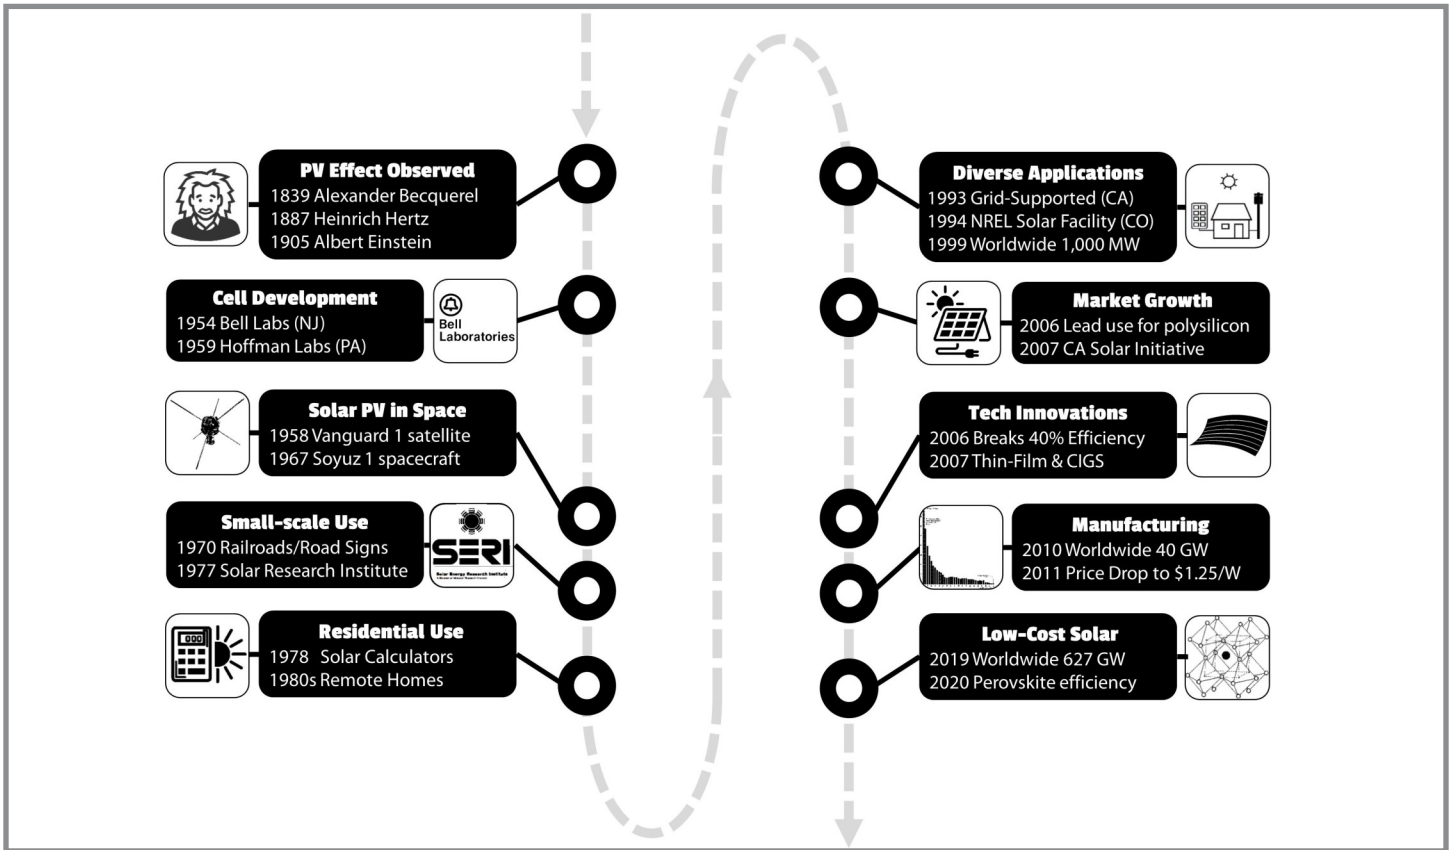 PV Effect Observed
1839 Alexander Becquerel
1887 Heinrich Hertz
1905 Albert Einstein
Cell Development
1954 Bell Labs (NJ)
1959 Hoffman Labs (PA)
Bell
Laboratories
Solar PV in Space
1958 Vanguard 1 satellite
1967 Soyuz 1 spacecraft
Small-scale Use
1970 Railroads/Road Signs
1977 Solar Research Institute
SERI
Solar Energy Research Institute
Residential Use
1978 Solar Calculators
1980s Remote Homes
Diverse Applications
1993 Grid-Supported (CA)
1994 NREL Solar Facility (CO)
1999 Worldwide 1,000 MW
Market Growth
2006 Lead use for polysilicon
2007 CA Solar Initiative
Tech Innovations
2006 Breaks 40% Efficiency
2007 Thin-Film & CIGS
Manufacturing
2010 Worldwide 40 GW
2011 Price Drop to $1.25/W
Low-Cost Solar
2019 Worldwide 627 GW
2020 Perovskite efficiency